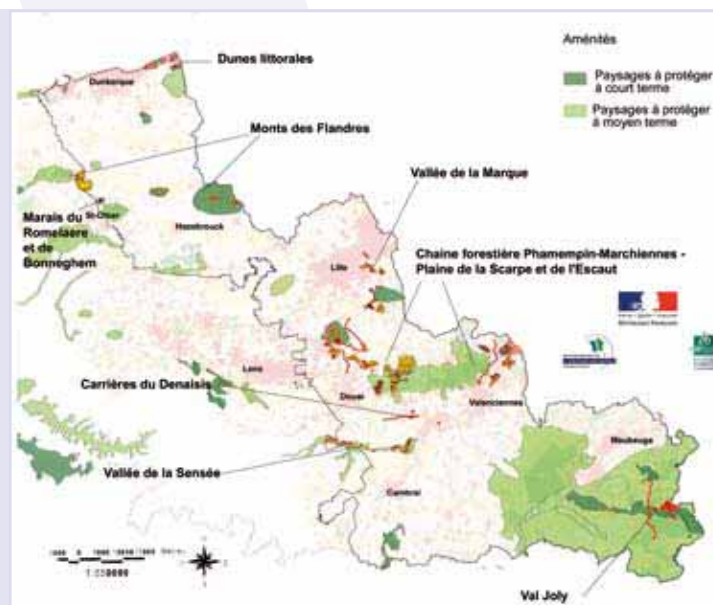 Dunes littorales
Aménités
Paysages à protéger
à court terme
Paysages à protéger
à moyen terme
Dunkerque
Monts des Flandres
Vallée de la Marque
Marais du
Romelaere
et de
Bonneghem
St-Omer
Hazebrouck
Lille
Chaine forestière Phamempin-Marchiennes -
Plaine de la Scarpe et de l'Escaut
Carrières du Denaisis
Lens
Douai
Valenciennes
Maubeuge
Vallée de la Sensée
Cambrai
Val Joly